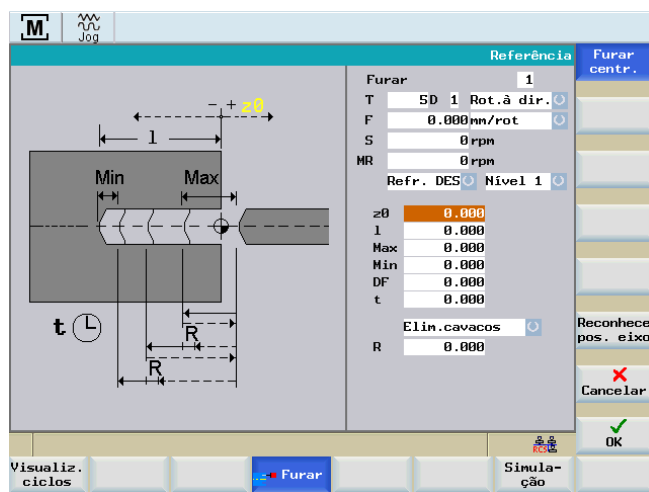 M
Jog
Referência
Furar centr.
- + z0
l
Min Max
t
R
R
Furar 1
T 5 D 1 Rot.à dir.
F 0.000 mm/rot
S 0 rpm
MR 0 rpm
Refr. DES Nível 1
z0 0.000
l 0.000
Max 0.000
Min 0.000
DF 0.000
t 0.000
Elim.cavacos
R 0.000
Reconhece
pos. eixo
Cancelar
OK
RCS
Visualiz.
ciclos
Furar
Simula-
ção